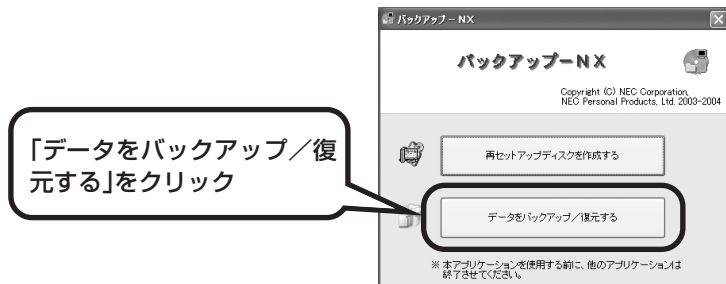 バックアップ－NX
バックアップーNX
Copyright (C) NEC Corporation,
NEC Personal Products, Ltd. 2003-2004
「データをバックアップ／復
元する」をクリック
再セットアップディスクを作成する
データをバックアップ／復元する
※ 本アプリケーションを使用する前に、他のアプリケーションは
終了させてください。